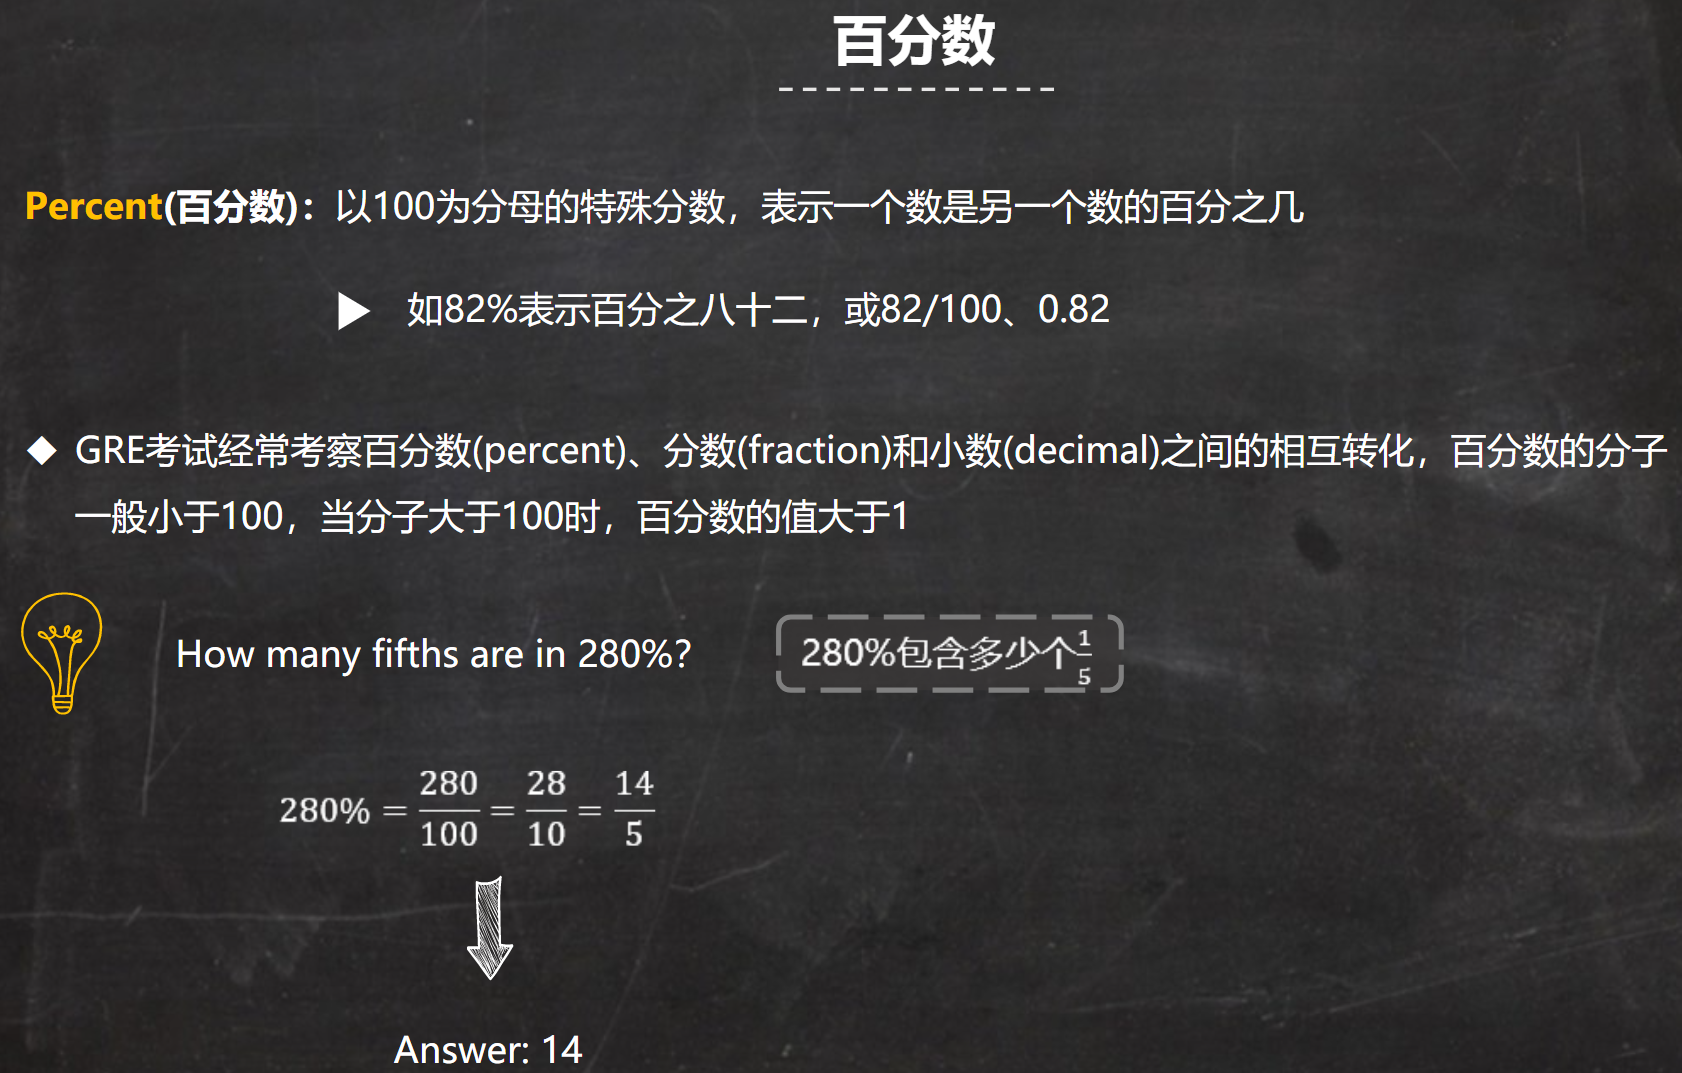 百分数
Percent(百分数)：以100为分母的特殊分数，表示一个数是另一个数的百分之几
如82%表示百分之八十二，或82/100、0.82
GRE考试经常考察百分数(percent)、分数(fraction)和小数(decimal)之间的相互转化，百分数的分子
一般小于100，当分子大于100时，百分数的值大于1
How many fifths are in 280%?
280%包含多少个1/5
280% = 280/100 = 28/10 = 14/5
Answer: 14